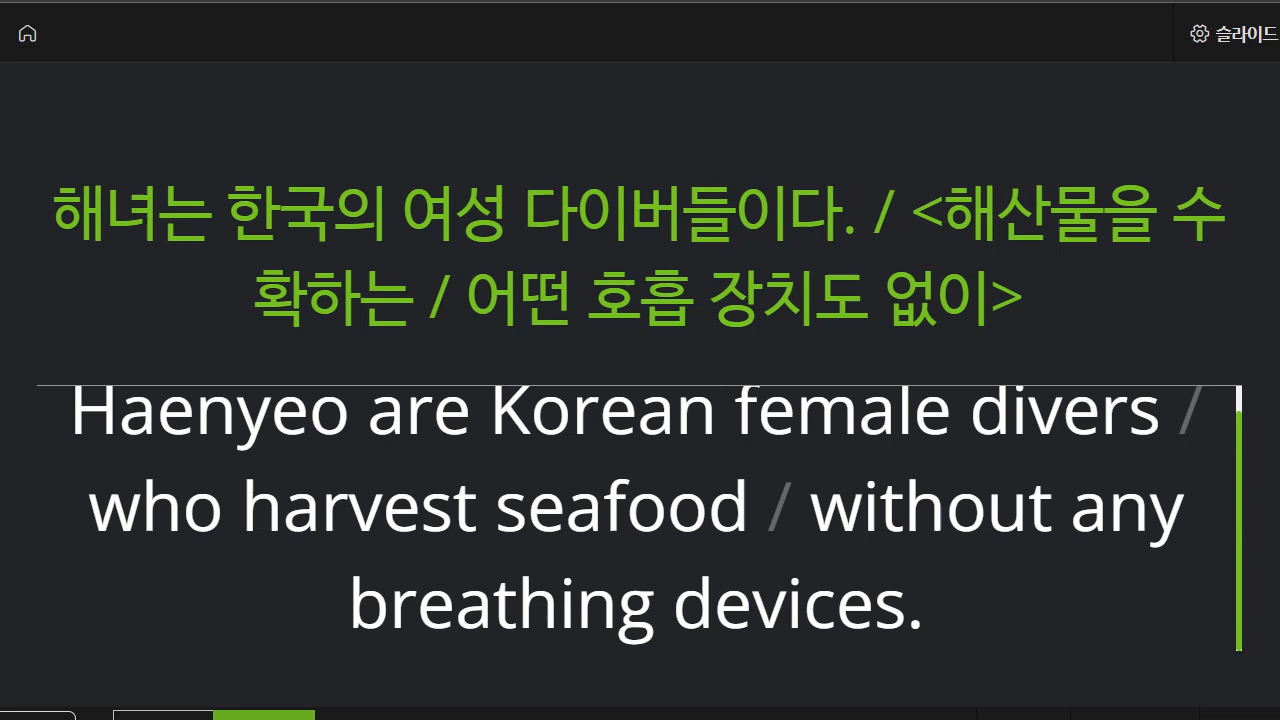 슬라이드
해녀는 한국의 여성 다이버들이다. / <해산물을 수
확하는 / 어떤 호흡 장치도 없이>
Haenyeo are Korean female divers /
who harvest seafood / without any
breathing devices.